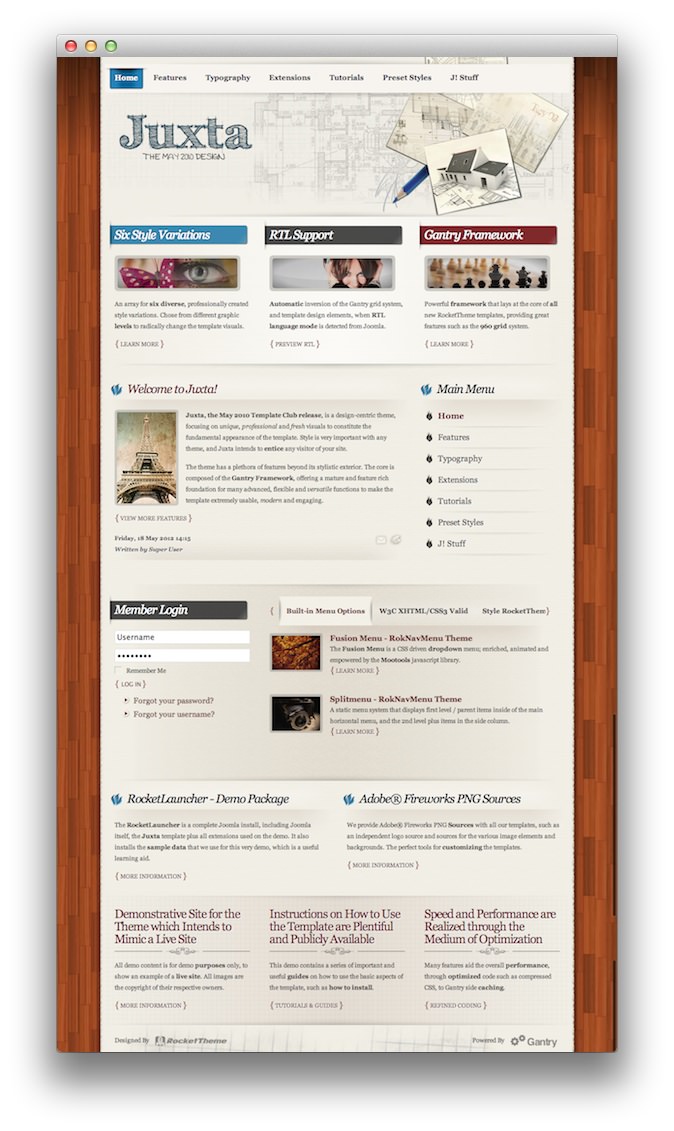 Home Features Typography Extensions Tutorials Preset Styles J! Stuff
Juxta
THE MAY 2010 DESIGN
Six Style Variations
An array for six diverse, professionally created
style variations. Chose from different graphic
levels to radically change the template visuals.
{ LEARN MORE }
RTL Support
Automatic inversion of the Gantry grid system,
and template design elements, when RTL
language mode is detected from Joomla.
{ PREVIEW RTL }
Gantry Framework
Powerful framework that lays at the core of all
new RocketTheme templates, providing great
features such as the 960 grid system.
{ LEARN MORE }
Welcome to Juxta!
Juxta, the May 2010 Template Club release, is a design-centric theme,
focusing on unique, professional and fresh visuals to constitute the
fundamental appearance of the template. Style is very important with any
theme, and Juxta intends to entice any visitor of your site.
The theme has a plethora of features beyond its stylistic exterior. The core is
composed of the Gantry Framework, offering a mature and feature rich
foundation for many advanced, flexible and versatile functions to make the
template extremely usable, modern and engaging.
{ VIEW MORE FEATURES }
Friday, 18 May 2012 14:15
Written by Super User
Main Menu
Home
Features
Typography
Extensions
Tutorials
Preset Styles
J! Stuff
Member Login
Username
••••••••
Remember Me
{ LOG IN }
Forgot your password?
Forgot your username?
{ Built-in Menu Options W3C XHTML/CSS3 Valid Style RocketThem }
Fusion Menu - RokNavMenu Theme
The Fusion Menu is a CSS driven dropdown menu; enriched, animated and
empowered by the Mootools javascript library.
{ LEARN MORE }
Splitmenu - RokNavMenu Theme
A static menu system that displays first level / parent items inside of the main
horizontal menu, and the 2nd level plus items in the side column.
{ LEARN MORE }
RocketLauncher - Demo Package
The RocketLauncher is a complete Joomla install, including Joomla
itself, the Juxta template plus all extensions used on the demo. It also
installs the sample data that we use for this very demo, which is a useful
learning aid.
{ MORE INFORMATION }
Adobe® Fireworks PNG Sources
We provide Adobe® Fireworks PNG Sources with all our templates, such as
an independent logo source and sources for the various image elements and
backgrounds. The perfect tools for customizing the templates.
{ MORE INFORMATION }
Demonstrative Site for the
Theme which Intends to
Mimic a Live Site
All demo content is for demo purposes only, to
show an example of a live site. All images are
the copyright of their respective owners.
{ MORE INFORMATION }
Instructions on How to Use
the Template are Plentiful
and Publicly Available
This demo contains a series of important and
useful guides on how to use the basic aspects of
the template, such as how to install.
{ TUTORIALS & GUIDES }
Speed and Performance are
Realized through the
Medium of Optimization
Many features aid the overall performance,
through optimized code such as compressed
CSS, to Gantry side caching.
{ REFINED CODING }
Designed By RocketTheme
Powered By Gantry